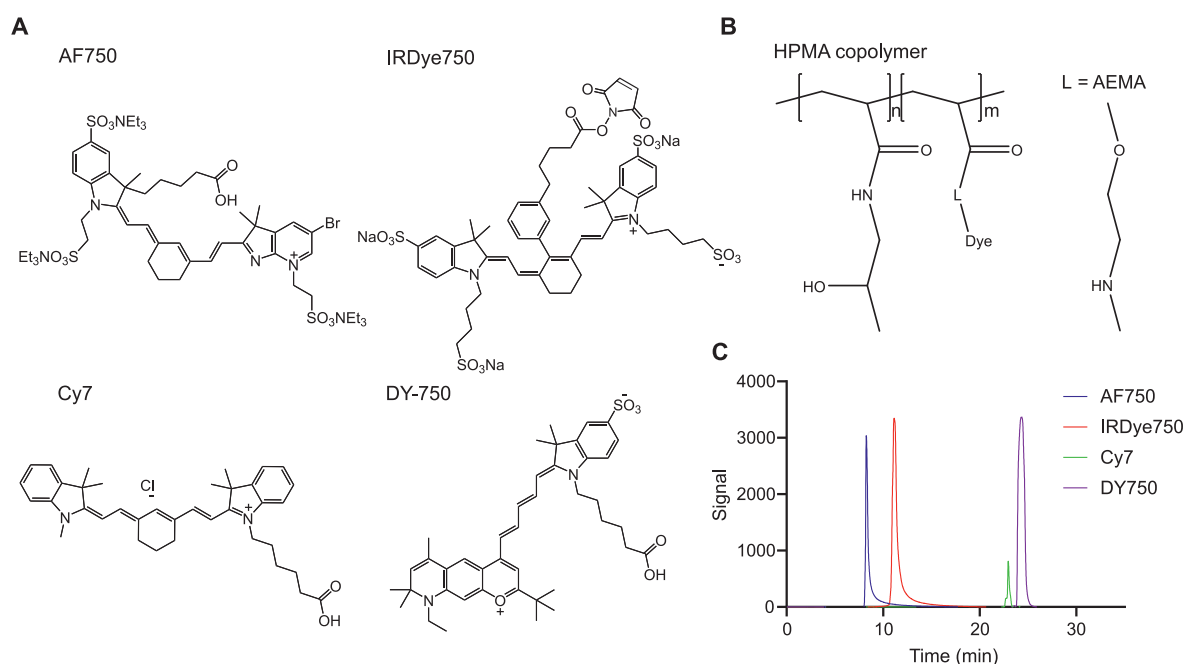 A
AF750
SO₃NEt₃
O
OH
N
Et₃NO₃S
N
N
+
Br
SO₃NEt₃
IRDye750
O
N
O
O
O
SO₃Na
NaO₃S
N
N
+
SO₃
-
SO₃Na
Cy7
Cl
-
N
N
+
O
OH
DY-750
-
SO₃
N
O
OH
N
O
+
B
HPMA copolymer
n
m
O
O
HN
L
Dye
HO
L = AEMA
O
HN
C
4000
3000
2000
1000
0
Signal
0
10
20
30
Time (min)
AF750
IRDye750
Cy7
DY750